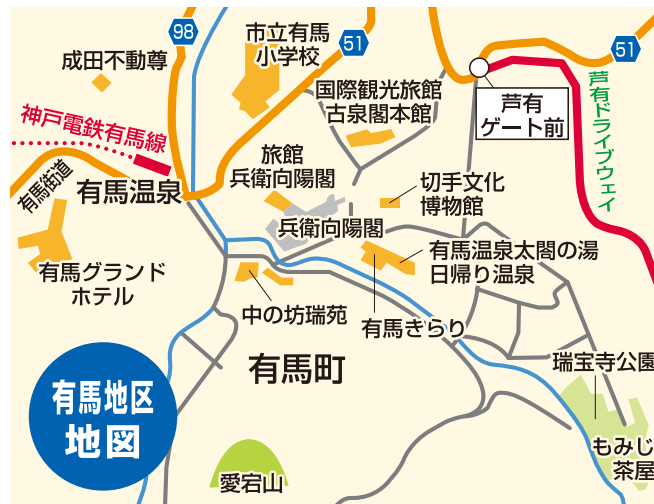 98
市立有馬
小学校
51
51
成田不動尊
国際観光旅館
古泉閣本館
芦有
ゲート前
芦有ドライブウェイ
神戸電鉄有馬線
旅館
兵衛向陽閣
切手文化
博物館
有馬街道
有馬温泉
兵衛向陽閣
有馬温泉太閤の湯
日帰り温泉
有馬グランド
ホテル
中の坊瑞苑
有馬きらり
有馬町
瑞宝寺公園
有馬地区
地図
もみじ
茶屋
愛宕山